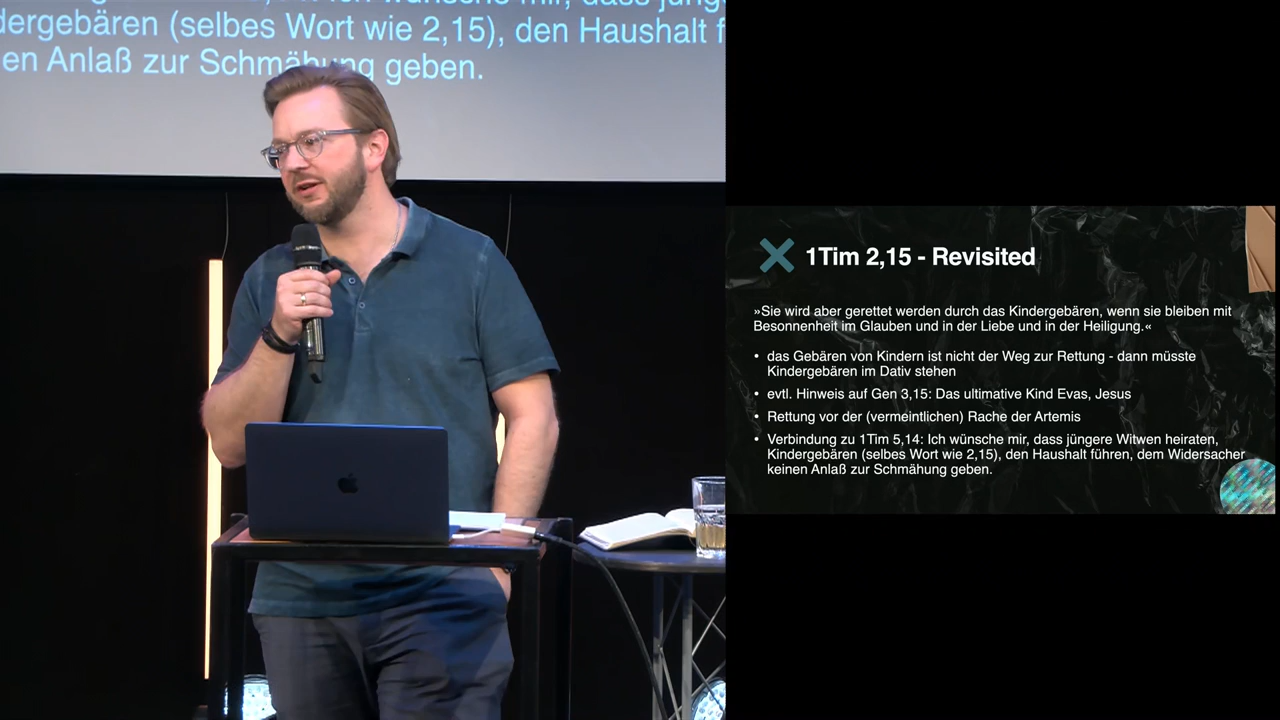 dergebären (selbes Wort wie 2,15), den Haushalt f
en Anlaß zur Schmähung geben.
1Tim 2,15 - Revisited
»Sie wird aber gerettet werden durch das Kindergebären, wenn sie bleiben mit
Besonnenheit im Glauben und in der Liebe und in der Heiligung.«
• das Gebären von Kindern ist nicht der Weg zur Rettung - dann müsste
Kindergebären im Dativ stehen
• evtl. Hinweis auf Gen 3,15: Das ultimative Kind Evas, Jesus
• Rettung vor der (vermeintlichen) Rache der Artemis
• Verbindung zu 1Tim 5,14: Ich wünsche mir, dass jüngere Witwen heiraten,
Kindergebären (selbes Wort wie 2,15), den Haushalt führen, dem Widersacher
keinen Anlaß zur Schmähung geben.